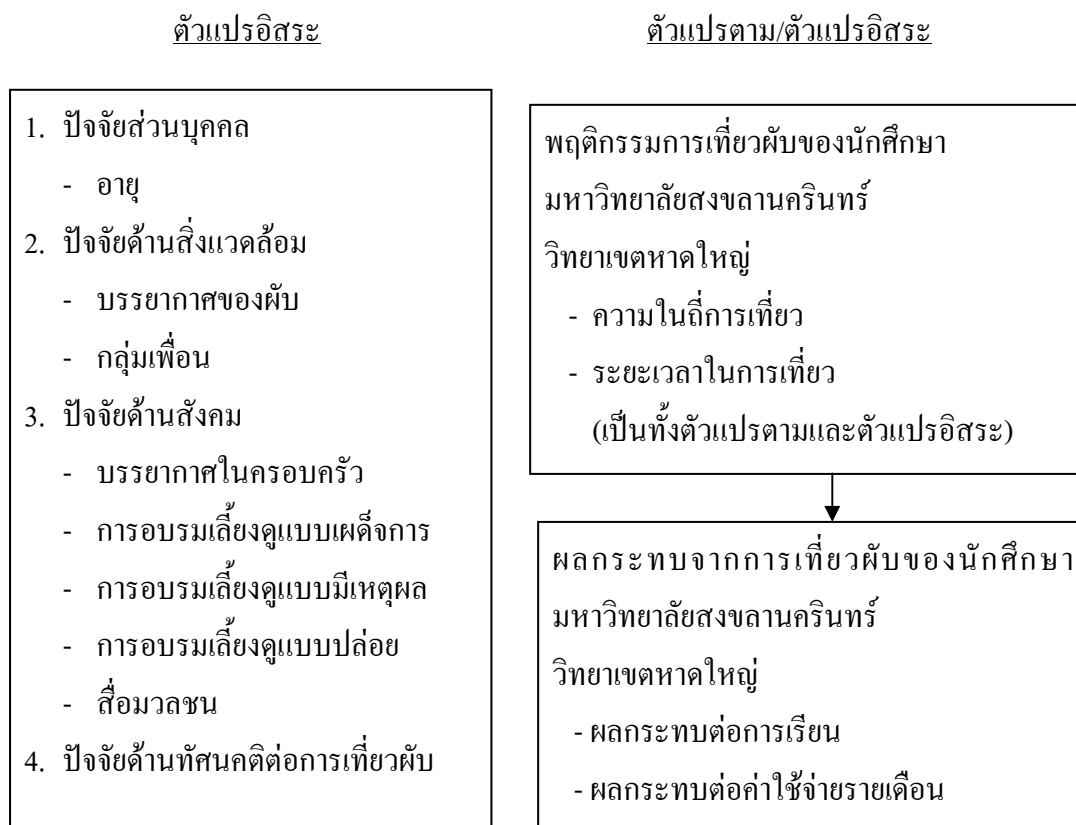 ตัวแปรอิสระ
ตัวแปรตาม/ตัวแปรอิสระ
1. ปัจจัยส่วนบุคคล
- อายุ
2. ปัจจัยด้านสิ่งแวดล้อม
- บรรยากาศของผับ
- กลุ่มเพื่อน
3. ปัจจัยด้านสังคม
- บรรยากาศในครอบครัว
- การอบรมเลี้ยงดูแบบเผด็จการ
- การอบรมเลี้ยงดูแบบมีเหตุผล
- การอบรมเลี้ยงดูแบบปล่อย
- สื่อมวลชน
4. ปัจจัยด้านทัศนคติต่อการเที่ยวผับ
พฤติกรรมการเที่ยวผับของนักศึกษา
มหาวิทยาลัยสงขลานครินทร์
วิทยาเขตหาดใหญ่
- ความในถี่การเที่ยว
- ระยะเวลาในการเที่ยว
(เป็นทั้งตัวแปรตามและตัวแปรอิสระ)
ผลกระทบจากการเที่ยวผับของนักศึกษา
มหาวิทยาลัยสงขลานครินทร์
วิทยาเขตหาดใหญ่
- ผลกระทบต่อการเรียน
- ผลกระทบต่อค่าใช้จ่ายรายเดือน